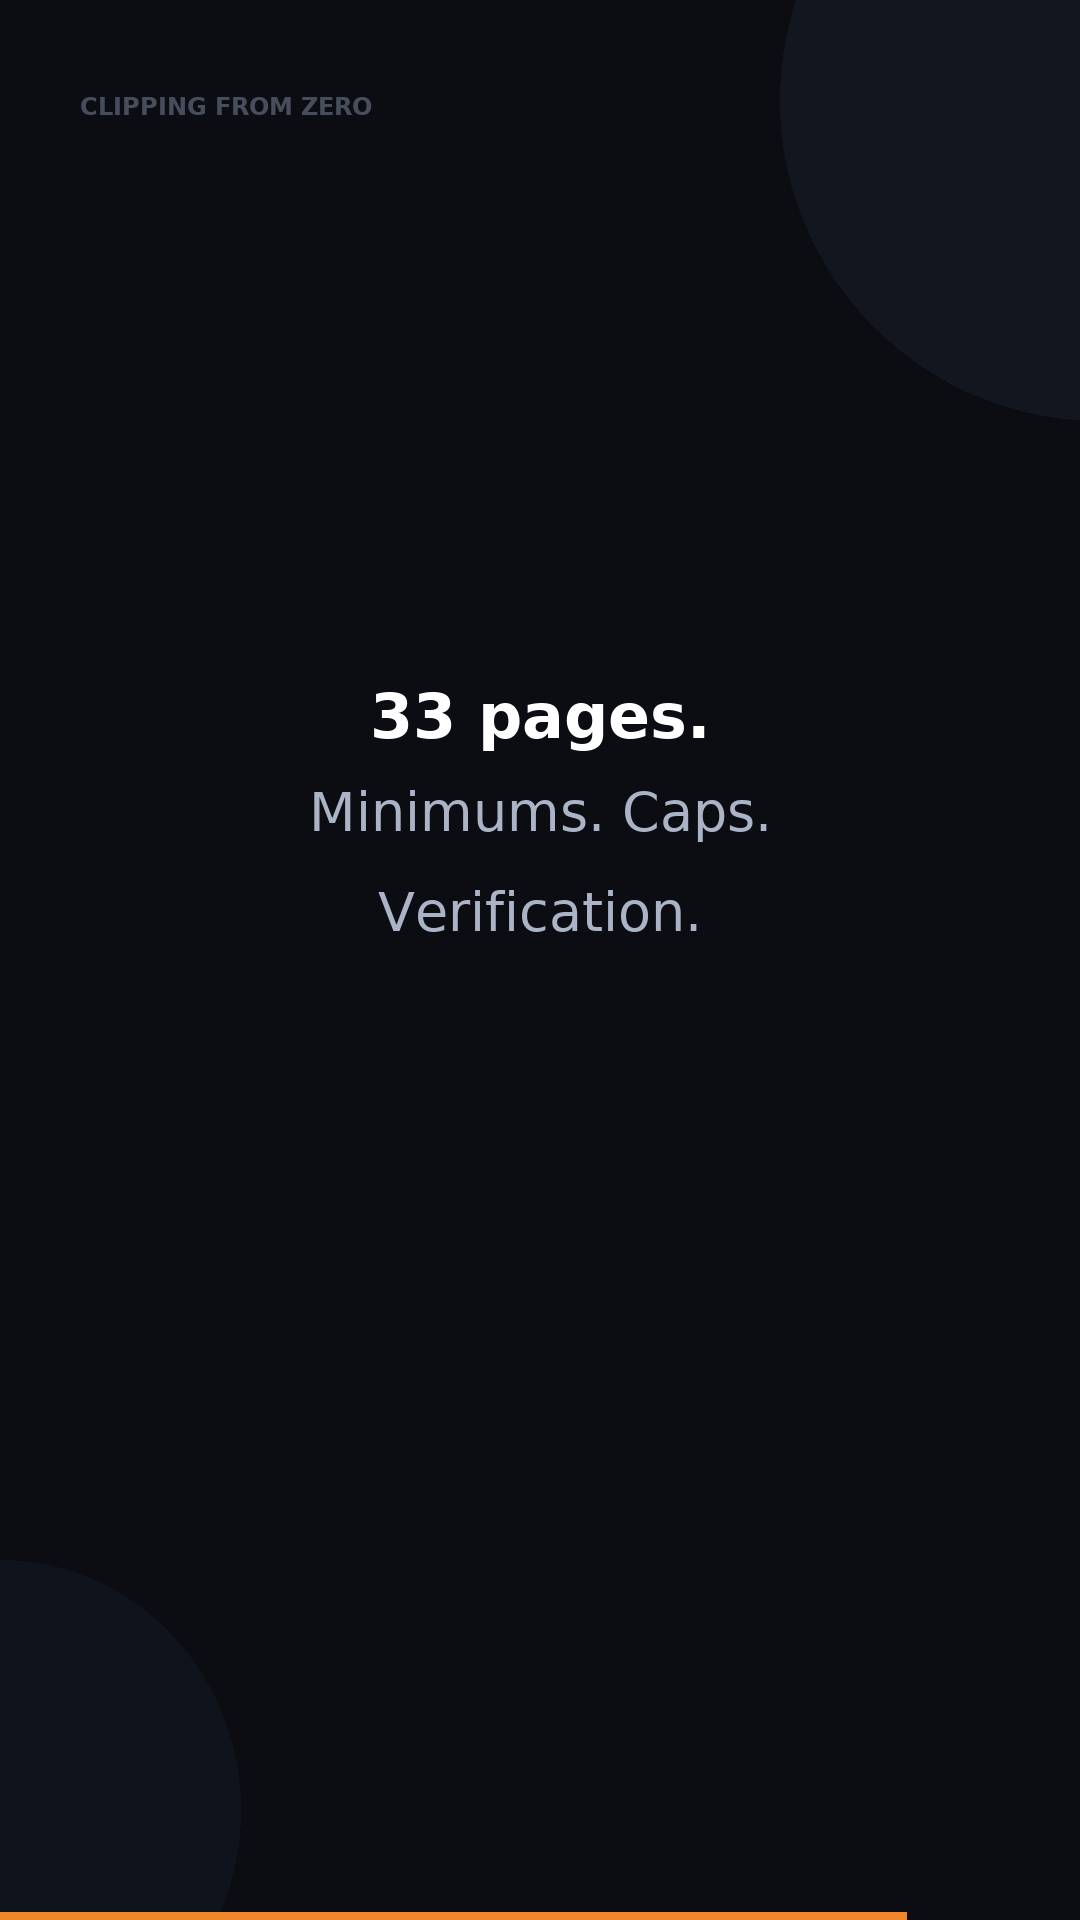 CLIPPING FROM ZERO
33 pages.
Minimums. Caps.
Verification.